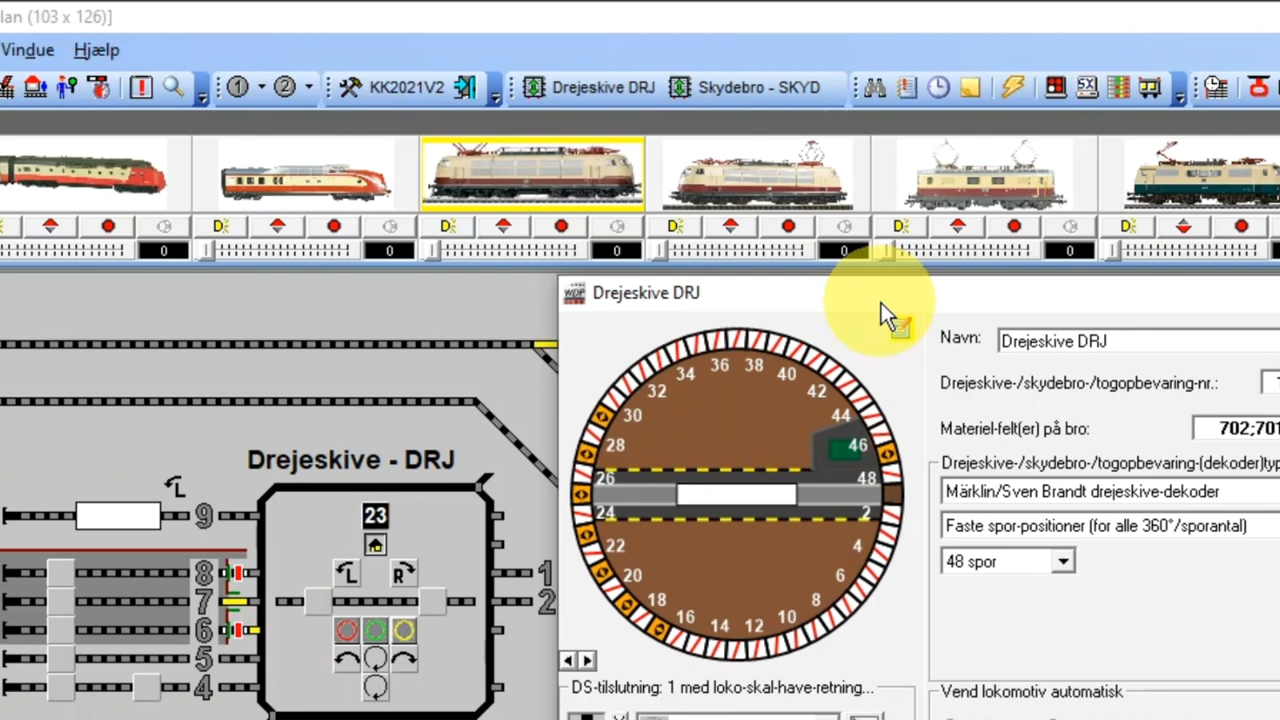 lan (103 x 126)]
Vindue Hjælp
1 2 KK2021V2 Drejeskive DRJ Skydebro - SKYD SX
D D D D D
0 0 0 0 0
WDP Drejeskive DRJ
Navn: Drejeskive DRJ
Drejeskive-/skydebro-/togopbevaring-nr.:
Materiel-felt(er) på bro: 702;701
Drejeskive-/skydebro-/togopbevaring-(dekoder)typ
Märklin/Sven Brandt drejeskive-dekoder
Faste spor-positioner (for alle 360°/sporantal)
48 spor
36 38
34 40
32 42
30 44
28 46
26 48
24 2
22 4
20 6
18 8
16 14 12 10
Drejeskive - DRJ
L
9 23
8 L R 1
7 2
6
5
4
DS-tilslutning: 1 med loko-skal-have-retning...
Vend lokomotiv automatisk